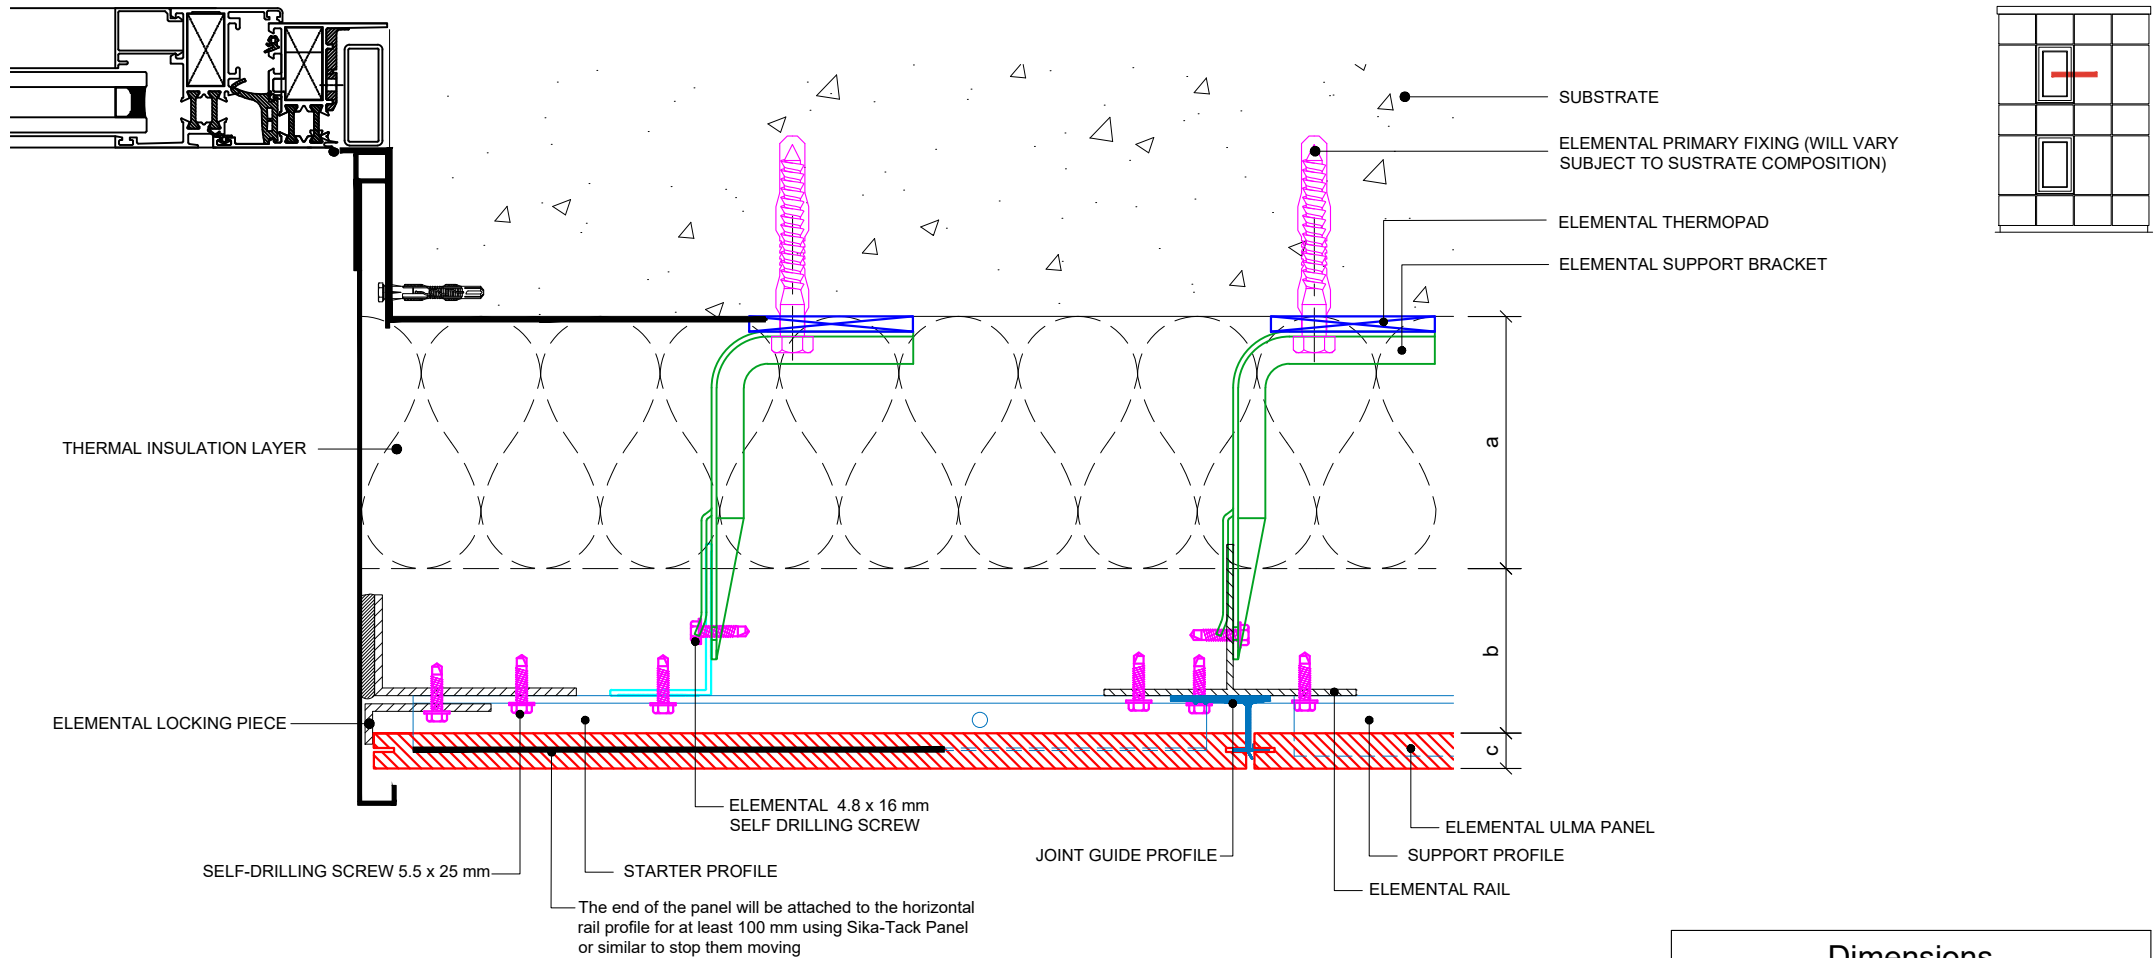 SUBSTRATE
ELEMENTAL PRIMARY FIXING (WILL VARY
SUBJECT TO SUSTRATE COMPOSITION)
ELEMENTAL THERMOPAD
ELEMENTAL SUPPORT BRACKET
a
THERMAL INSULATION LAYER
b
ELEMENTAL LOCKING PIECE
c
ELEMENTAL 4.8 x 16 mm
SELF DRILLING SCREW
ELEMENTAL ULMA PANEL
JOINT GUIDE PROFILE
SUPPORT PROFILE
SELF-DRILLING SCREW 5.5 x 25 mm
STARTER PROFILE
ELEMENTAL RAIL
The end of the panel will be attached to the horizontal
rail profile for at least 100 mm using Sika-Tack Panel
or similar to stop them moving
Dimensions